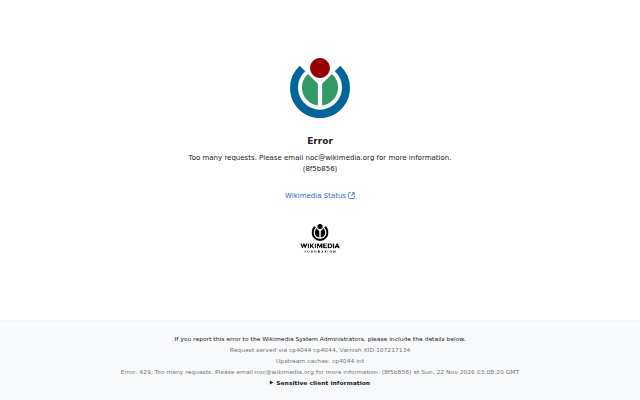 Error
Too many requests. Please email noc@wikimedia.org for more information.
(8f5b856)
Wikimedia Status
WIKIMEDIA
FOUNDATION
If you report this error to the Wikimedia System Administrators, please include the details below.
Request served via cp4044 cp4044, Varnish XID 107217134
Upstream caches: cp4044 int
Error: 429, Too many requests. Please email noc@wikimedia.org for more information. (8f5b856) at Sun, 22 Nov 2026 03:08:20 GMT
Sensitive client information